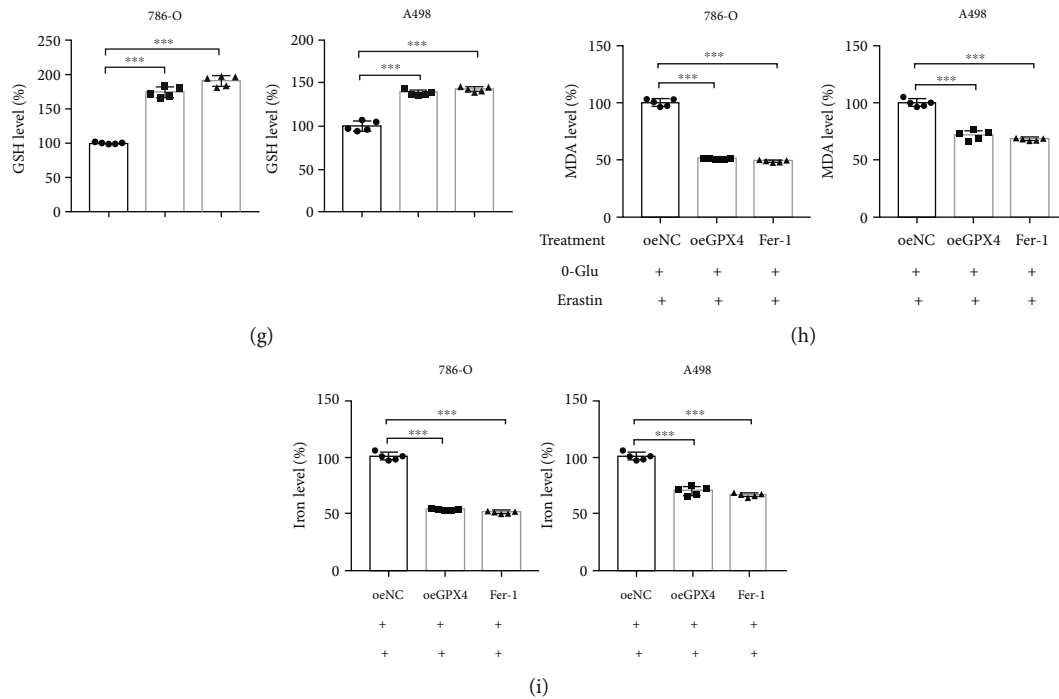 786-O
GSH level (%)
250
200
150
100
50
0
***
***
A498
GSH level (%)
200
150
100
50
0
***
***
(g)
786-O
MDA level (%)
150
100
50
0
***
***
A498
MDA level (%)
150
100
50
0
***
***
Treatment oeNC oeGPX4 Fer-1 oeNC oeGPX4 Fer-1
0-Glu + + + + + +
Erastin + + + + + +
(h)
786-O
Iron level (%)
150
100
50
0
***
***
oeNC oeGPX4 Fer-1
+ + +
+ + +
A498
Iron level (%)
150
100
50
0
***
***
oeNC oeGPX4 Fer-1
+ + +
+ + +
(i)